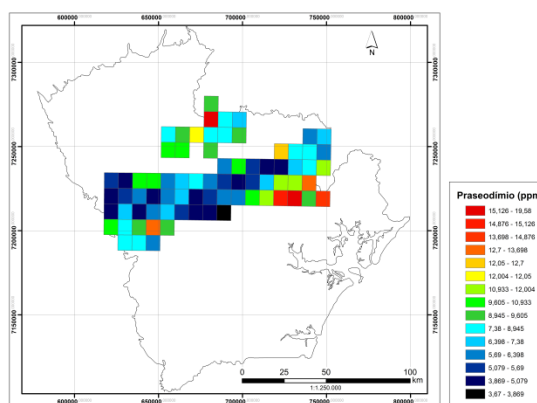 600000 650000 700000 750000 800000
7300000
7250000
7200000
7150000
7300000
7250000
7200000
7150000
N
0 25 50 100
km
1:1.250.000
600000 650000 700000 750000 800000
Praseodímio (ppm
15,126 - 19,58
14,876 - 15,126
13,698 - 14,876
12,7 - 13,698
12,05 - 12,7
12,004 - 12,05
10,933 - 12,004
9,605 - 10,933
8,945 - 9,605
7,38 - 8,945
6,398 - 7,38
5,69 - 6,398
5,079 - 5,69
3,869 - 5,079
3,67 - 3,869